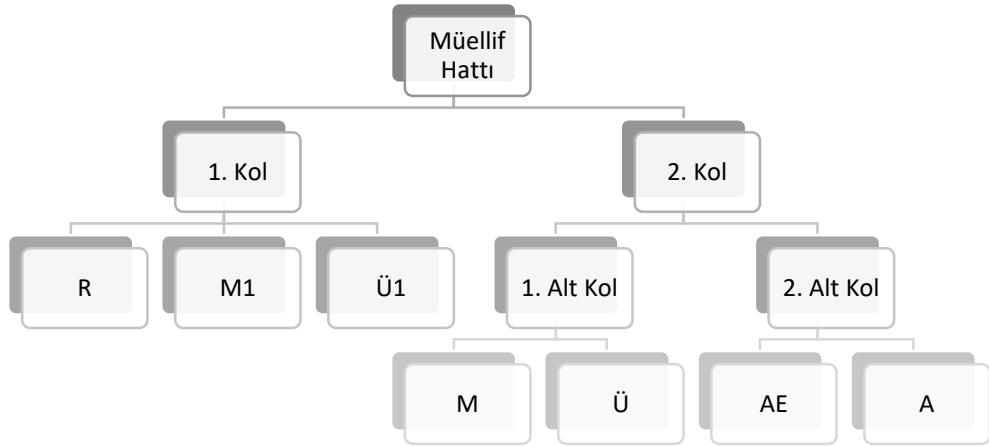 Müellif
Hattı
1. Kol
2. Kol
R
M1
Ü1
1. Alt Kol
2. Alt Kol
M
Ü
AE
A